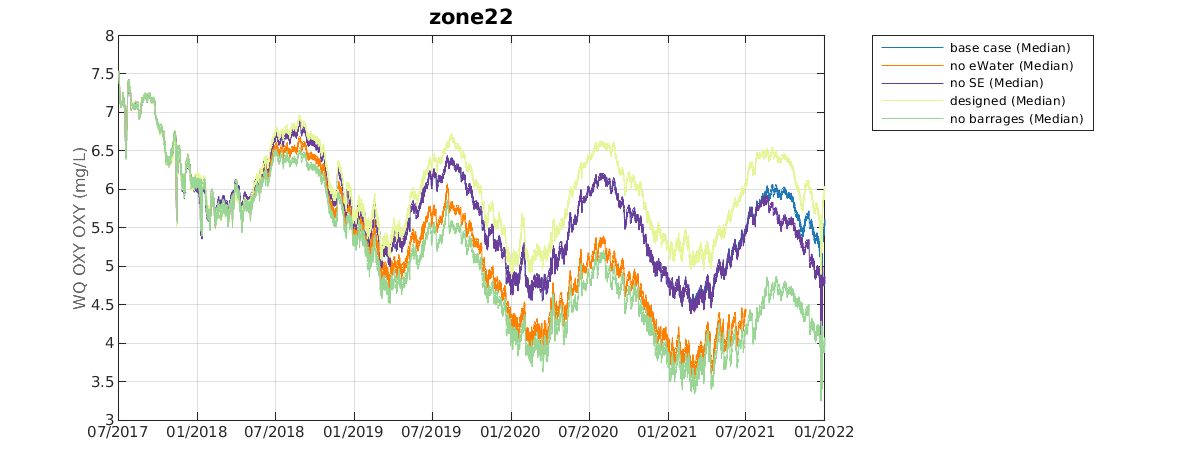 zone22
WQ OXY OXY (mg/L)
8
7.5
7
6.5
6
5.5
5
4.5
4
3.5
3
07/2017 01/2018 07/2018 01/2019 07/2019 01/2020 07/2020 01/2021 07/2021 01/2022
base case (Median)
no eWater (Median)
no SE (Median)
designed (Median)
no barrages (Median)